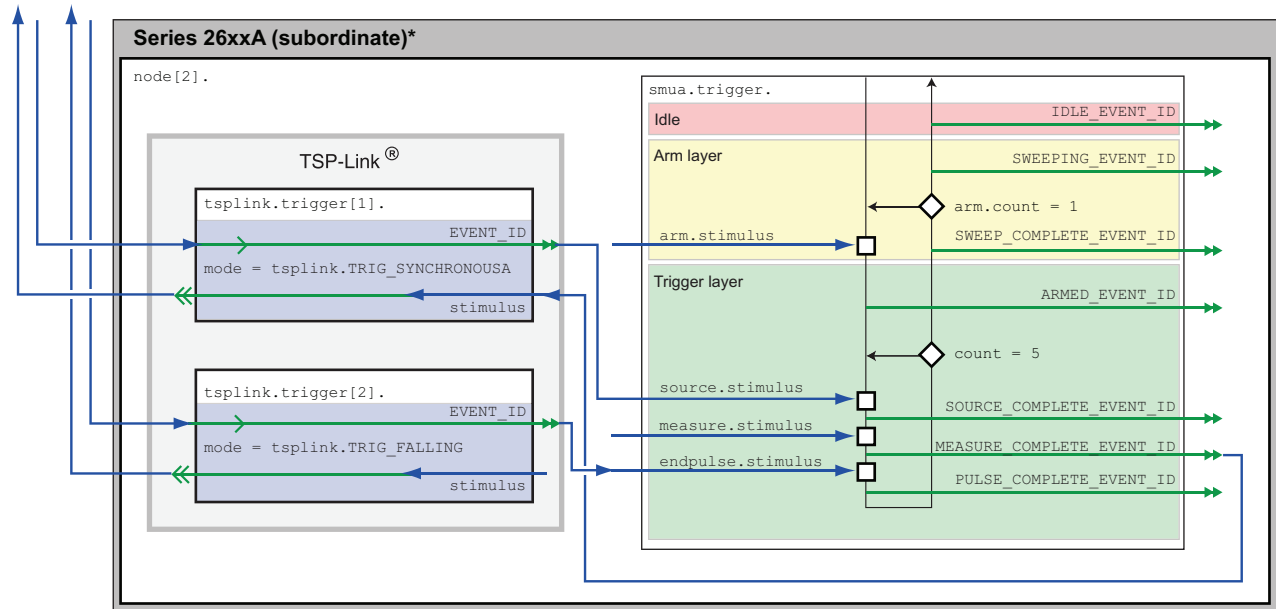 Series 26xxA (subordinate)*
node[2].
TSP-Link ®
tsplink.trigger[1].
EVENT_ID
mode = tsplink.TRIG_SYNCHRONOUSA
stimulus
tsplink.trigger[2].
EVENT_ID
mode = tsplink.TRIG_FALLING
stimulus
smua.trigger.
Idle
IDLE_EVENT_ID
Arm layer
SWEEPING_EVENT_ID
arm.count = 1
arm.stimulus
SWEEP_COMPLETE_EVENT_ID
Trigger layer
ARMED_EVENT_ID
count = 5
source.stimulus
SOURCE_COMPLETE_EVENT_ID
measure.stimulus
MEASURE_COMPLETE_EVENT_ID
endpulse.stimulus
PULSE_COMPLETE_EVENT_ID